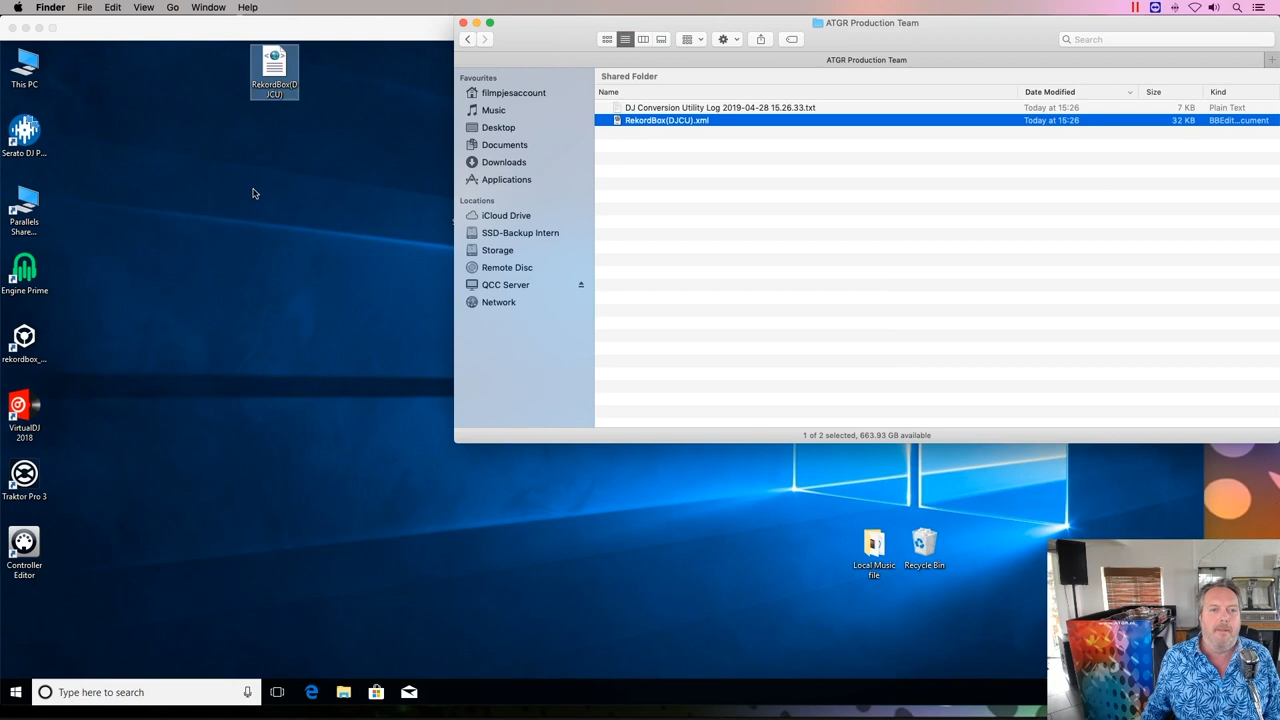 Finder File Edit View Go Window Help
ATGR Production Team
Search
ATGR Production Team
This PC
RekordBox(D
JCU)
Serato DJ P...
Parallels
Share...
Engine Prime
rekordbox_...
VirtualDJ
2018
Traktor Pro 3
Controller
Editor
Favourites
filmpjesaccount
Music
Desktop
Documents
Downloads
Applications
Locations
iCloud Drive
SSD-Backup Intern
Storage
Remote Disc
QCC Server
Network
Shared Folder
Name Date Modified Size Kind
DJ Conversion Utility Log 2019-04-28 15.26.33.txt Today at 15:26 7 KB Plain Text
RekordBox(DJCU).xml Today at 15:26 32 KB BBEdit...cument
1 of 2 selected, 663.93 GB available
Local Music
file
Recycle Bin
Type here to search